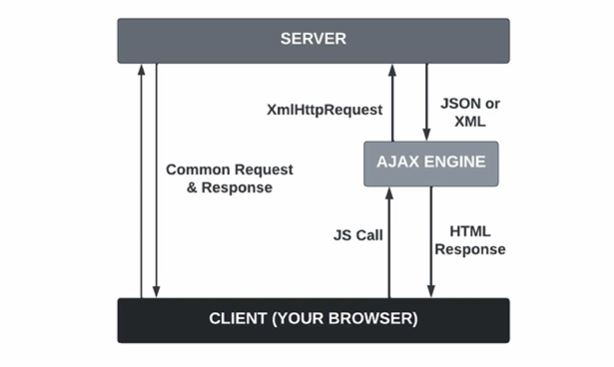 SERVER
XmlHttpRequest
JSON or
XML
AJAX ENGINE
Common Request
& Response
JS Call
HTML
Response
CLIENT (YOUR BROWSER)